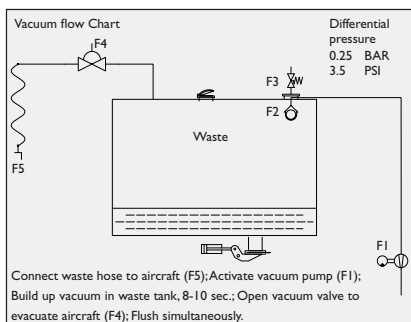 Vacuum flow Chart
Differential
pressure
0.25 BAR
3.5 PSI
F4
F3
F2
Waste
F5
F1
Connect waste hose to aircraft (F5); Activate vacuum pump (F1);
Build up vacuum in waste tank, 8-10 sec.; Open vacuum valve to
evacuate aircraft (F4); Flush simultaneously.